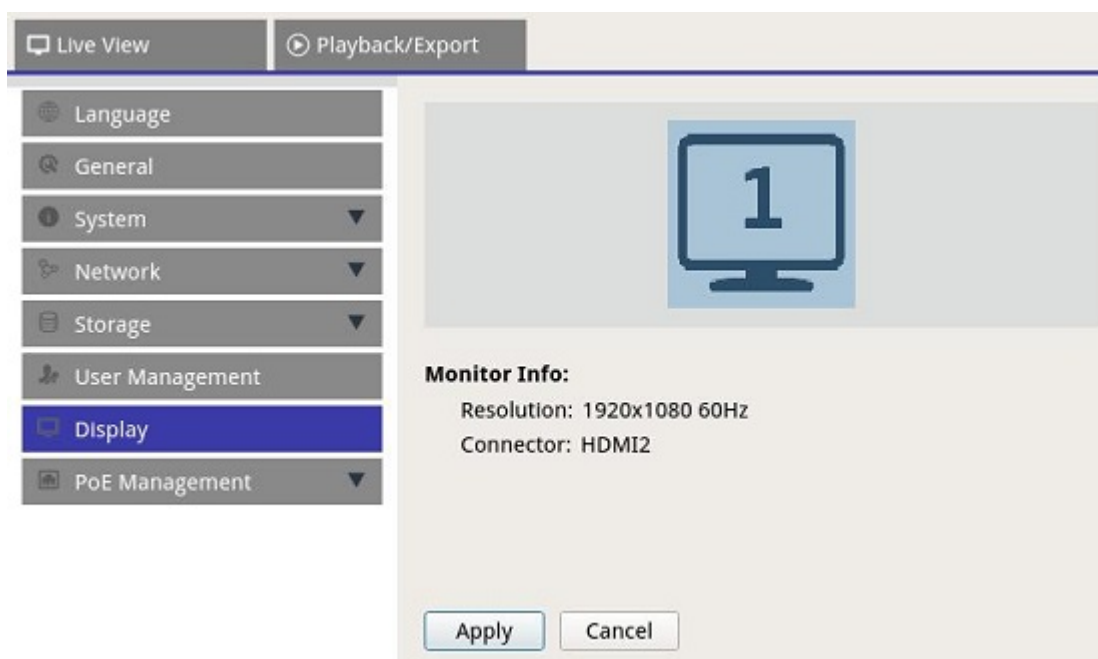 Live View
Playback/Export
Language
General
System
Network
Storage
User Management
Display
PoE Management
1
Monitor Info:
Resolution: 1920x1080 60Hz
Connector: HDMI2
Apply
Cancel